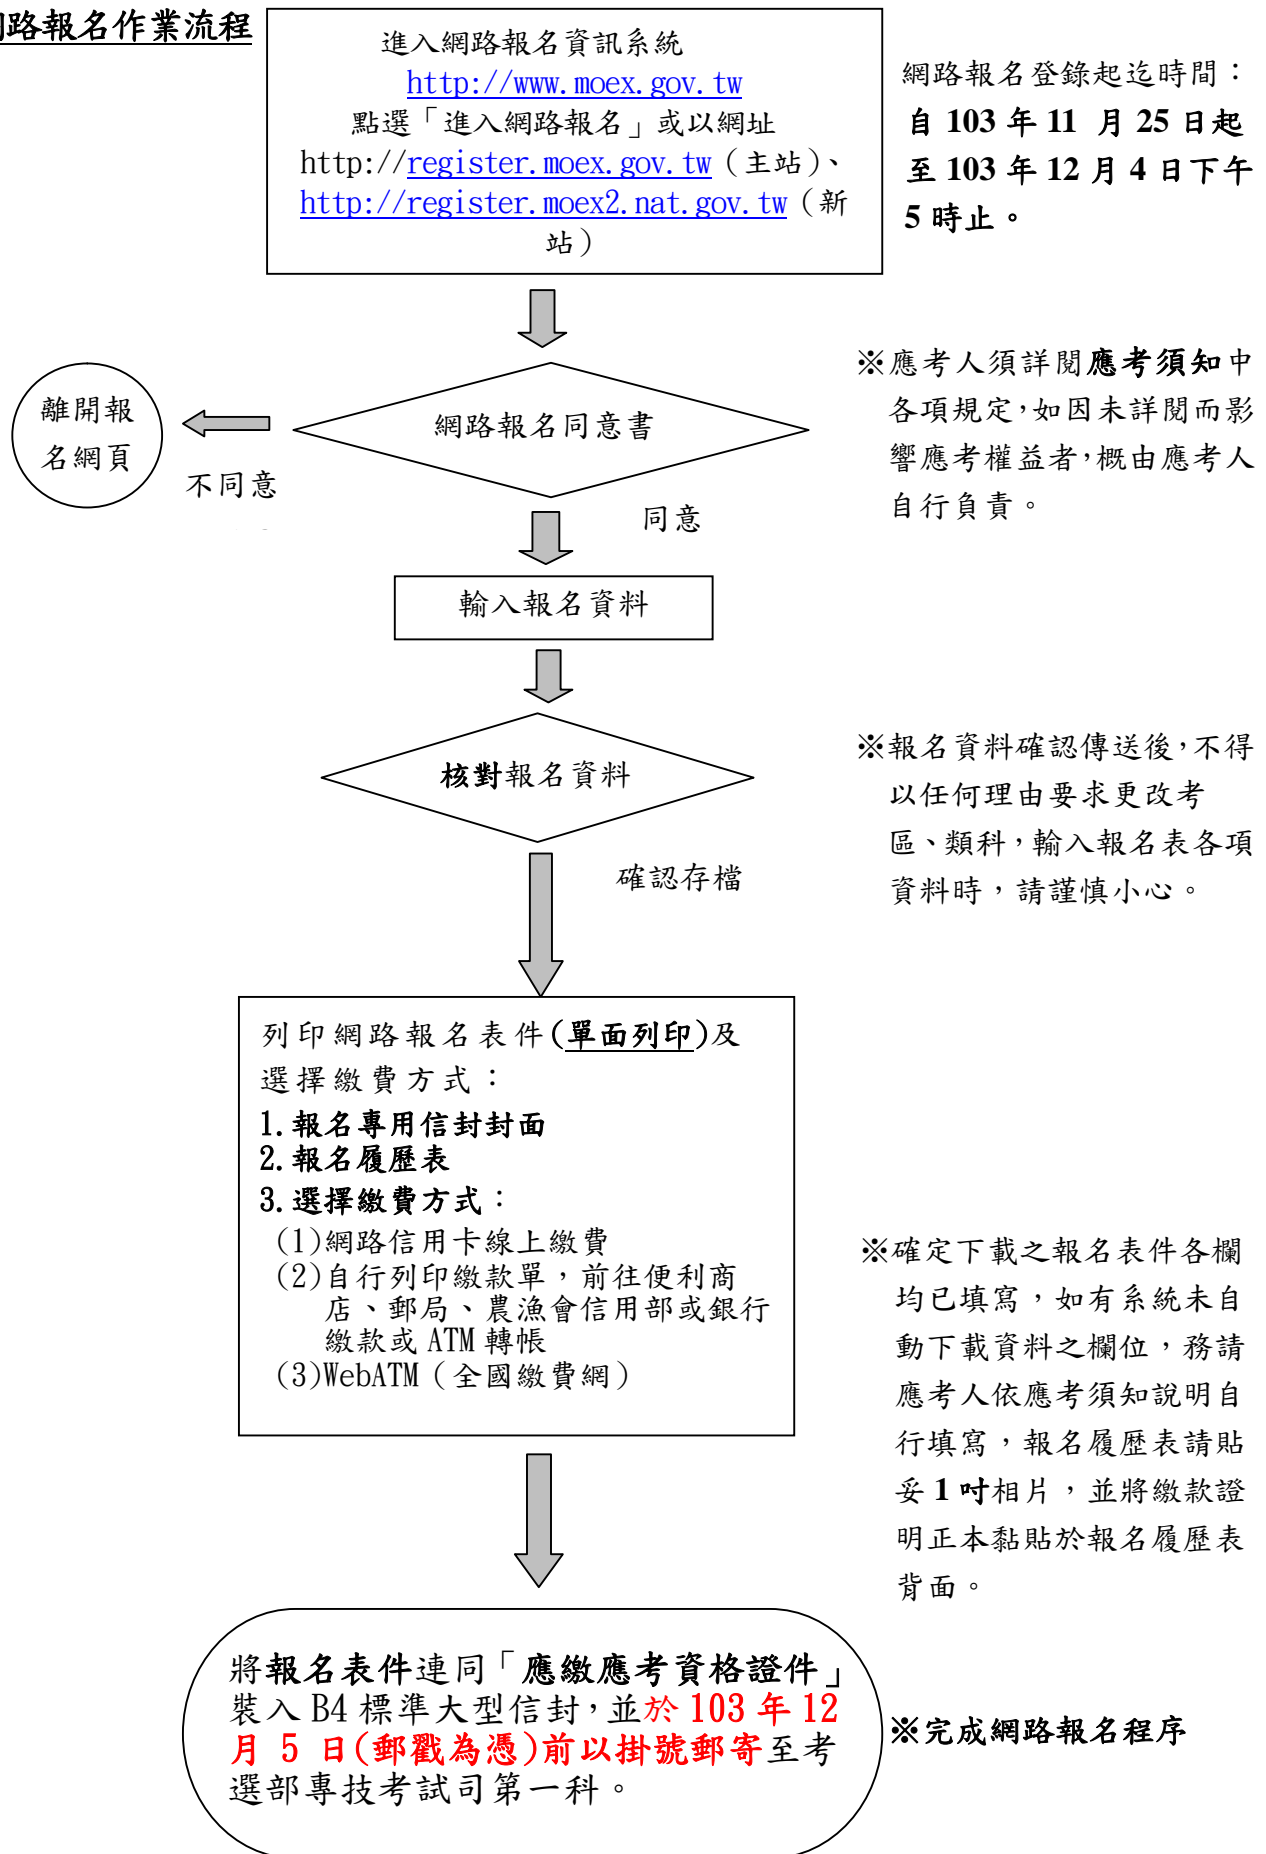 網路報名作業流程
進入網路報名資訊系統
http://www.moex.gov.tw
點選「進入網路報名」或以網址
http://register.moex.gov.tw（主站）、
http://register.moex2.nat.gov.tw（新
站）
網路報名登錄起迄時間：
自 103 年 11 月 25 日起
至 103 年 12 月 4 日下午
5 時止。
網路報名同意書
離開報
名網頁
不同意
同意
※應考人須詳閱應考須知中
各項規定，如因未詳閱而影
響應考權益者，概由應考人
自行負責。
輸入報名資料
核對報名資料
確認存檔
※報名資料確認傳送後，不得
以任何理由要求更改考
區、類科，輸入報名表各項
資料時，請謹慎小心。
列印網路報名表件(單面列印)及
選擇繳費方式：
1.報名專用信封封面
2.報名履歷表
3.選擇繳費方式：
(1)網路信用卡線上繳費
(2)自行列印繳款單，前往便利商
店、郵局、農漁會信用部或銀行
繳款或 ATM 轉帳
(3)WebATM（全國繳費網）
※確定下載之報名表件各欄
均已填寫，如有系統未自
動下載資料之欄位，務請
應考人依應考須知說明自
行填寫，報名履歷表請貼
妥 1 吋相片，並將繳款證
明正本黏貼於報名履歷表
背面。
將報名表件連同「應繳應考資格證件」
裝入 B4 標準大型信封，並於 103 年 12
月 5 日(郵戳為憑)前以掛號郵寄至考
選部專技考試司第一科。
※完成網路報名程序